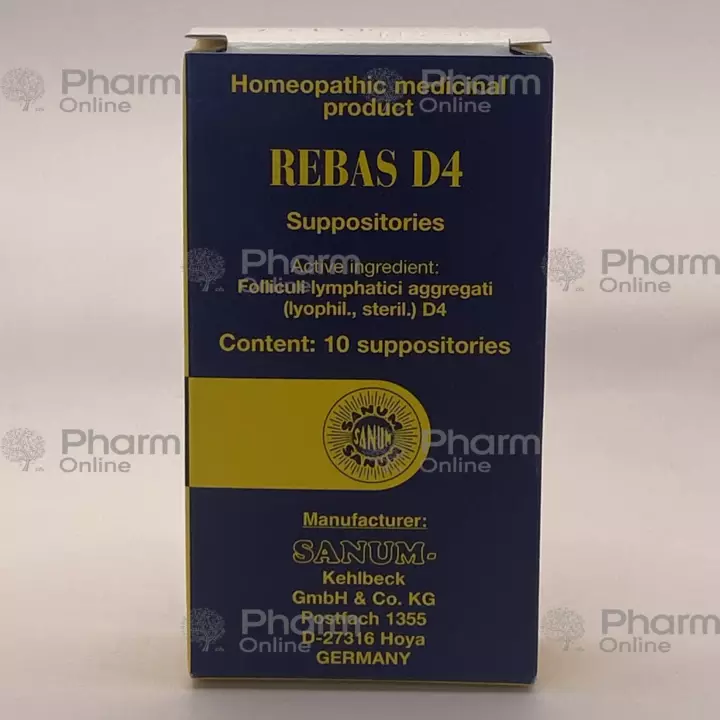 Homeopathic medicinal
product
REBAS D4
Suppositories
Active ingredient:
Folliculi lymphatici aggregati
(lyophil., steril.) D4
Content: 10 suppositories
SANUM
SANUM
SANUM
Manufacturer:
SANUM-
Kehlbeck
GmbH & Co. KG
Postfach 1355
D-27316 Hoya
GERMANY
Pharm
Online
Pharm
Online
Pharm
Online
Pharm
Online
Pharm
Online
Pharm
Online
Pharm
Online
Pharm
Online